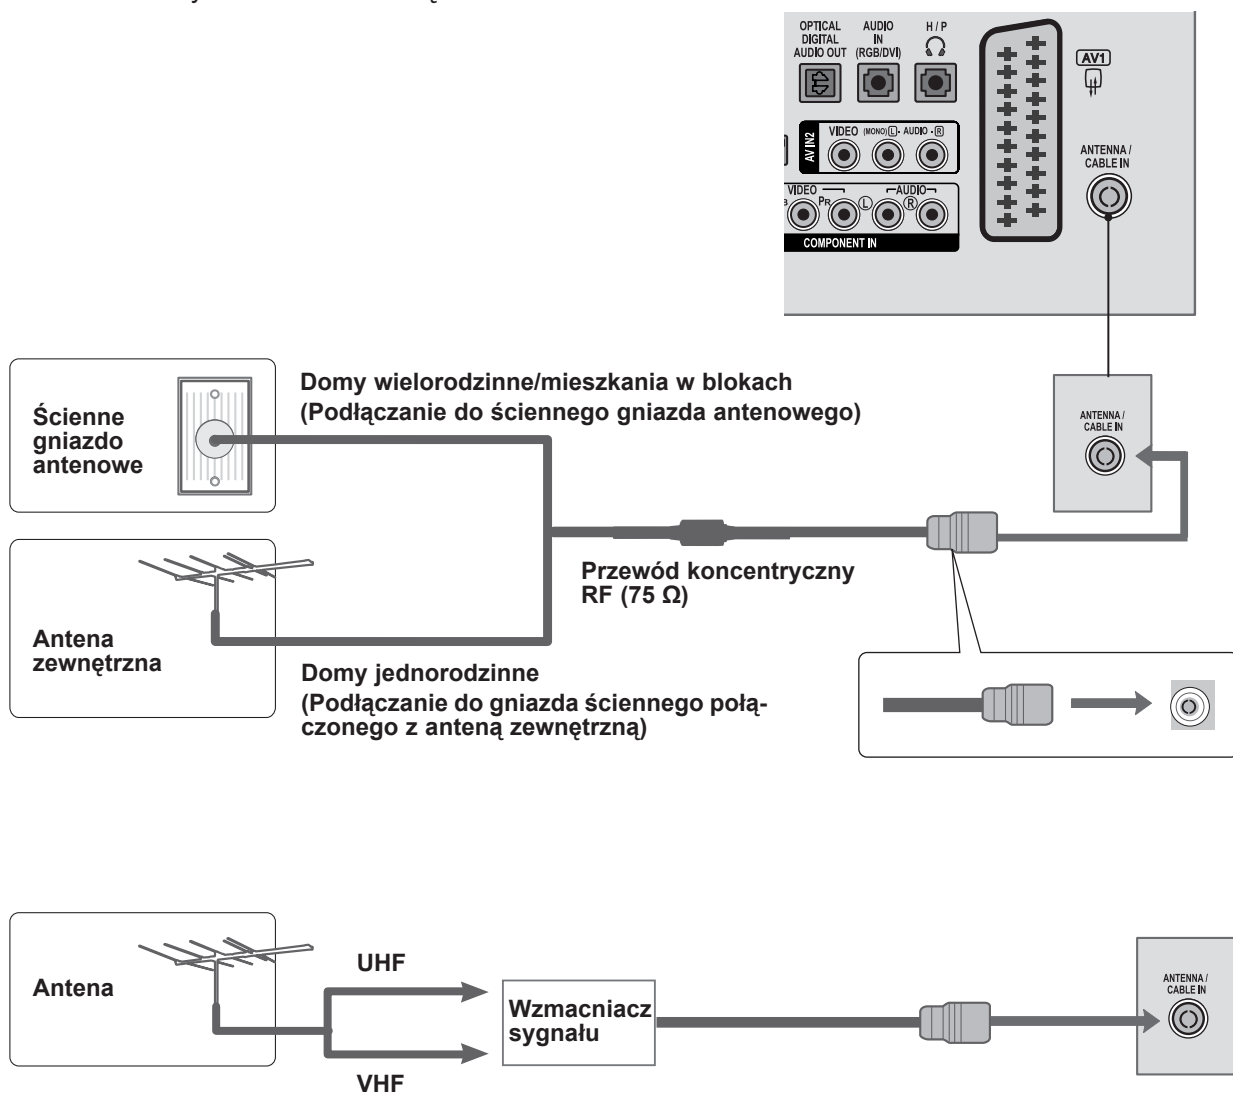 OPTICAL
DIGITAL
AUDIO OUT
AUDIO
IN
(RGB/DVI)
H / P
AV1
AV IN2
VIDEO (MONO) L - AUDIO - R
ANTENNA /
CABLE IN
VIDEO
AUDIO
B PR L R
COMPONENT IN
Ścienne
gniazdo
antenowe
Domy wielorodzinne/mieszkania w blokach
(Podłączanie do ściennego gniazda antenowego)
ANTENNA /
CABLE IN
Przewód koncentryczny
RF (75 Ω)
Antena
zewnętrzna
Domy jednorodzinne
(Podłączanie do gniazda ściennego połą-
czonego z anteną zewnętrzną)
Antena
UHF
VHF
Wzmacniacz
sygnału
ANTENNA /
CABLE IN